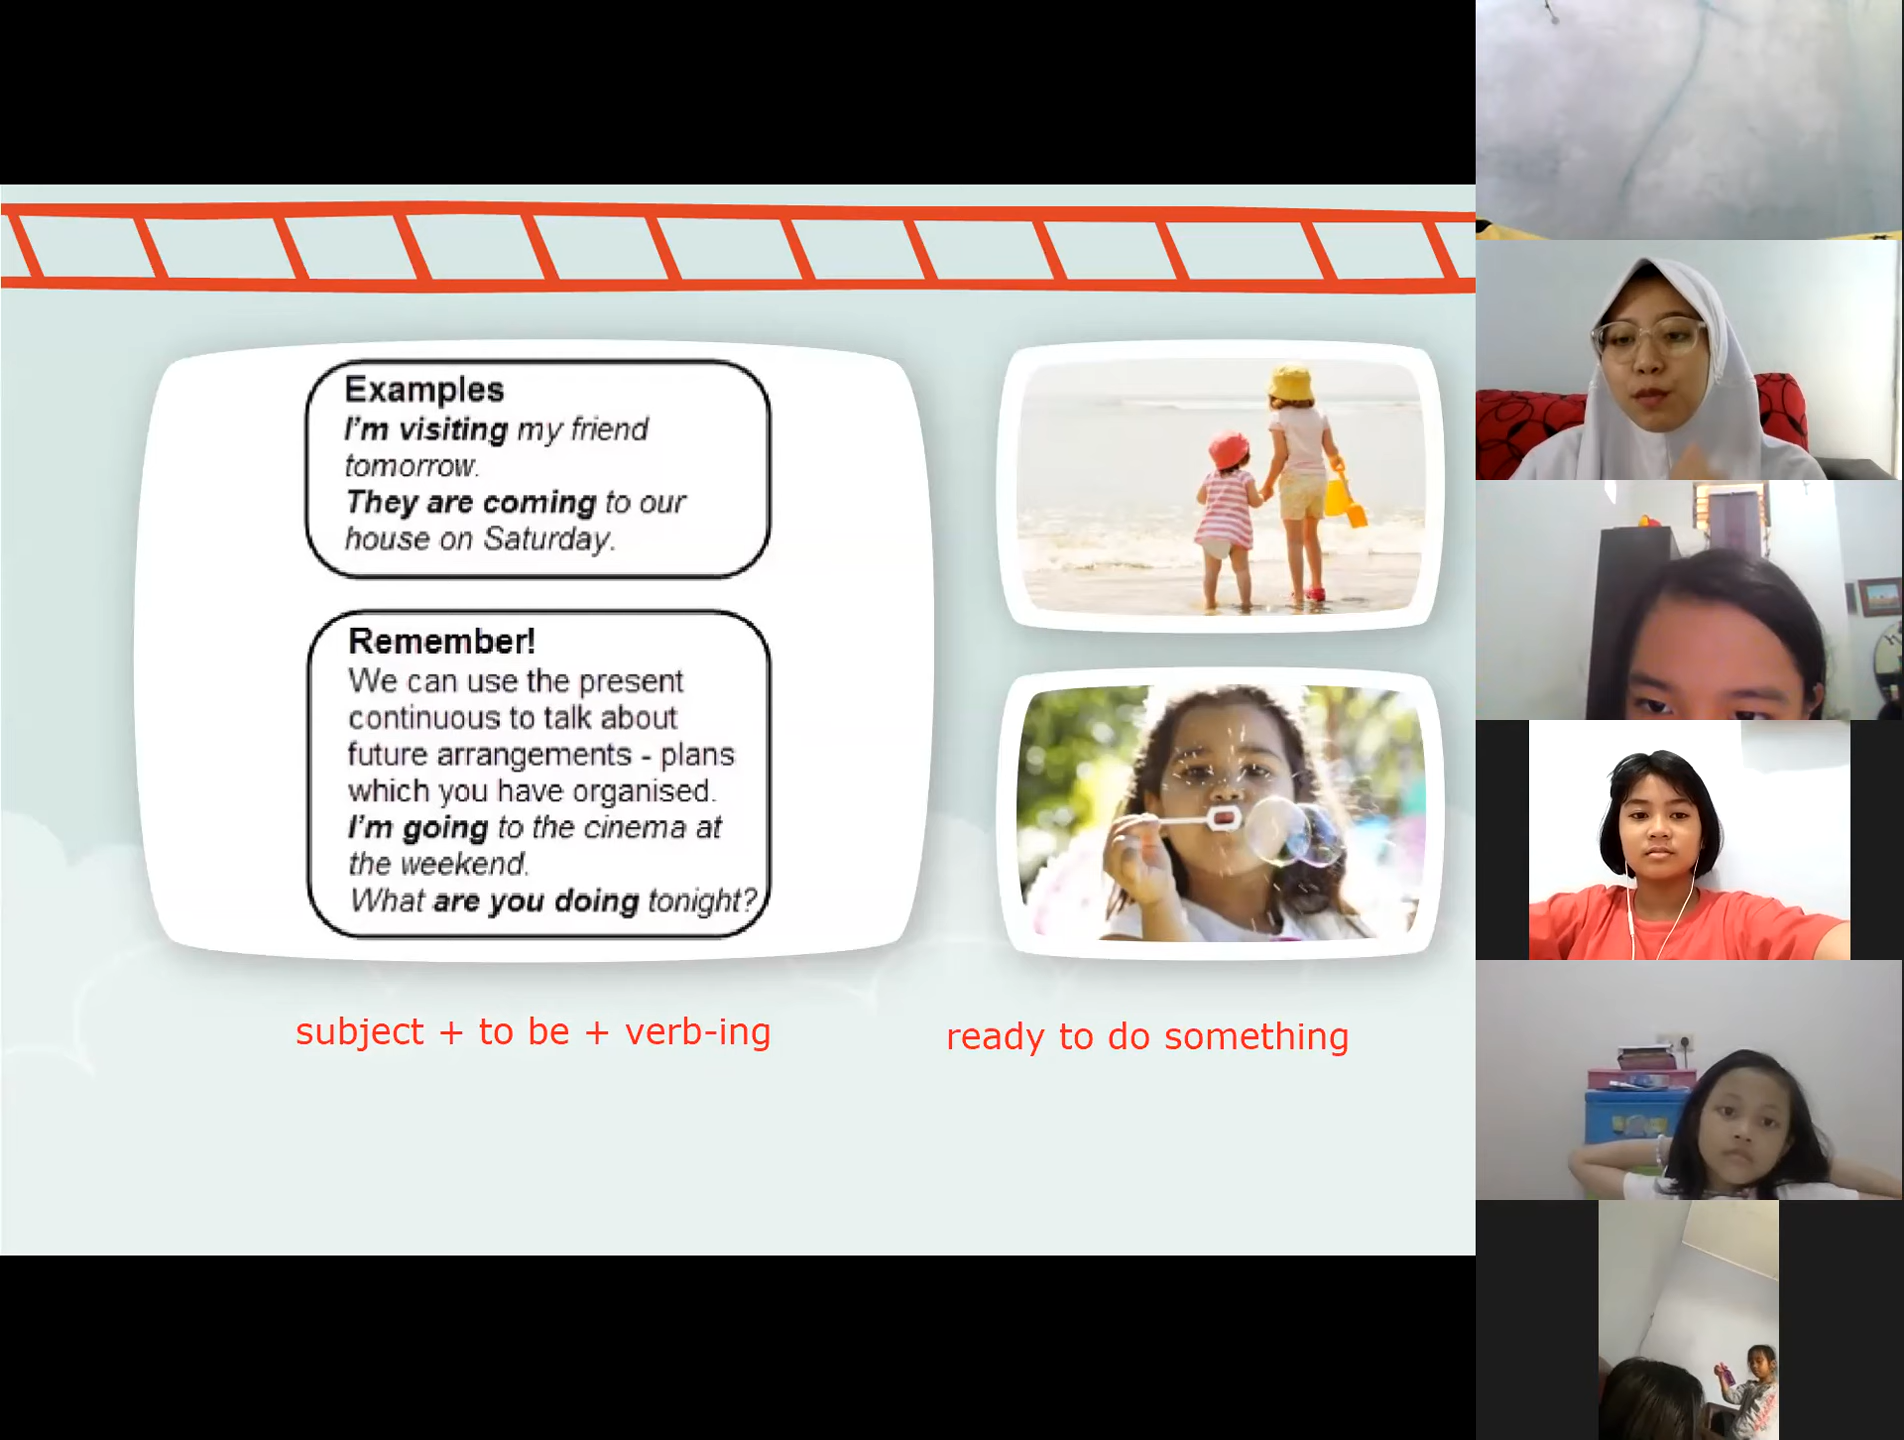 Examples
I'm visiting my friend
tomorrow.
They are coming to our
house on Saturday.
Remember!
We can use the present
continuous to talk about
future arrangements - plans
which you have organised.
I'm going to the cinema at
the weekend.
What are you doing tonight?
subject + to be + verb-ing
ready to do something